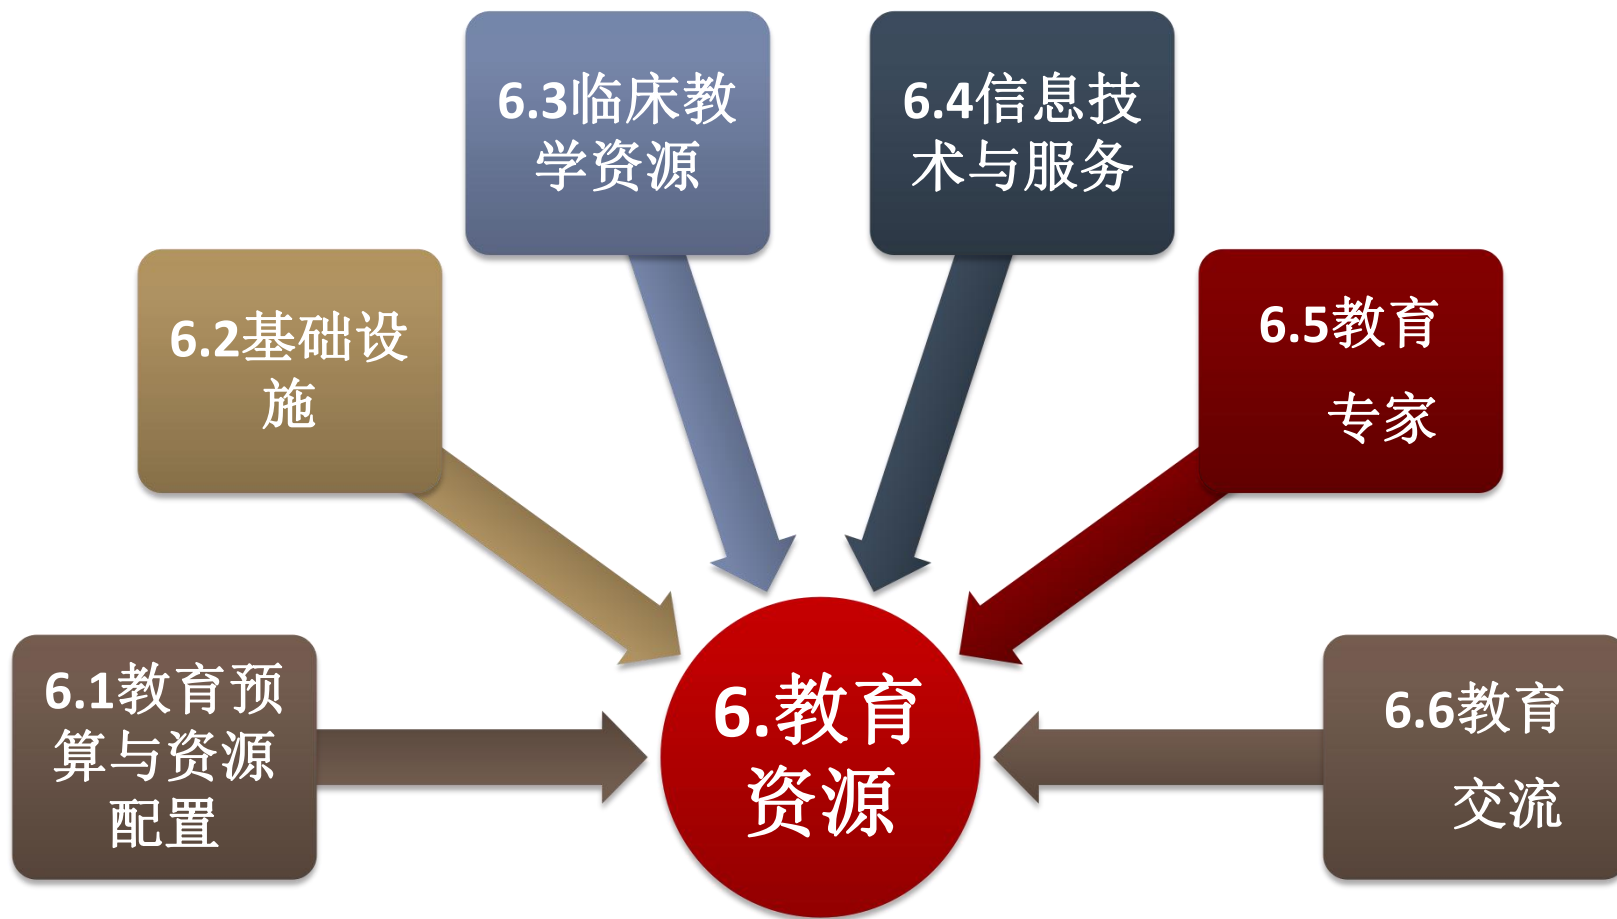 6.3临床教
学资源
6.4信息技
术与服务
6.2基础设
施
6.5教育
专家
6.1教育预
算与资源
配置
6.教育
资源
6.6教育
交流